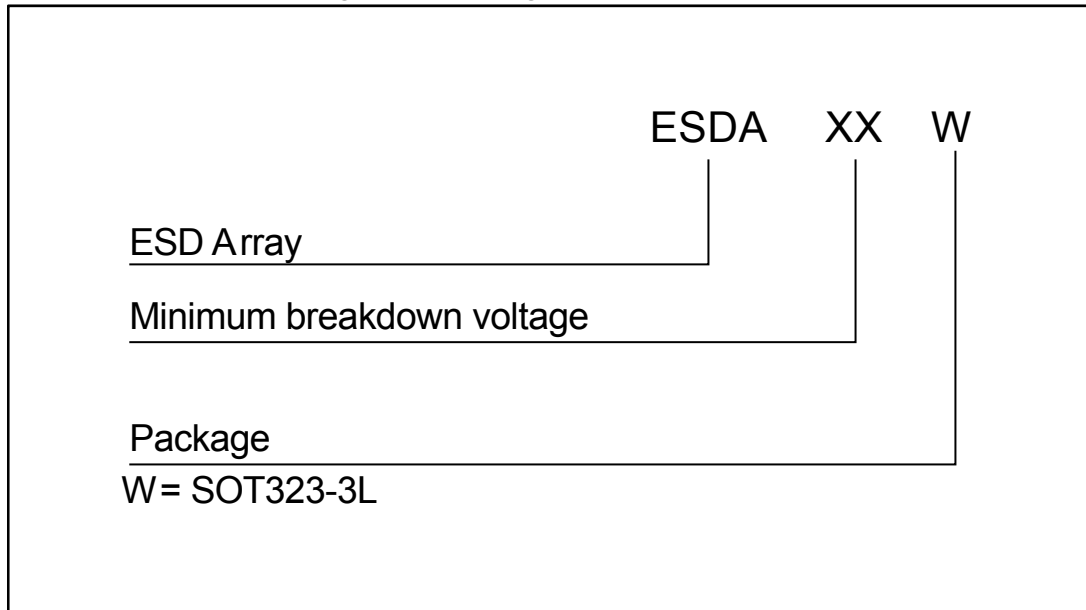 ESDA XX W
ESD Array
Minimum breakdown voltage
Package
W= SOT323-3L